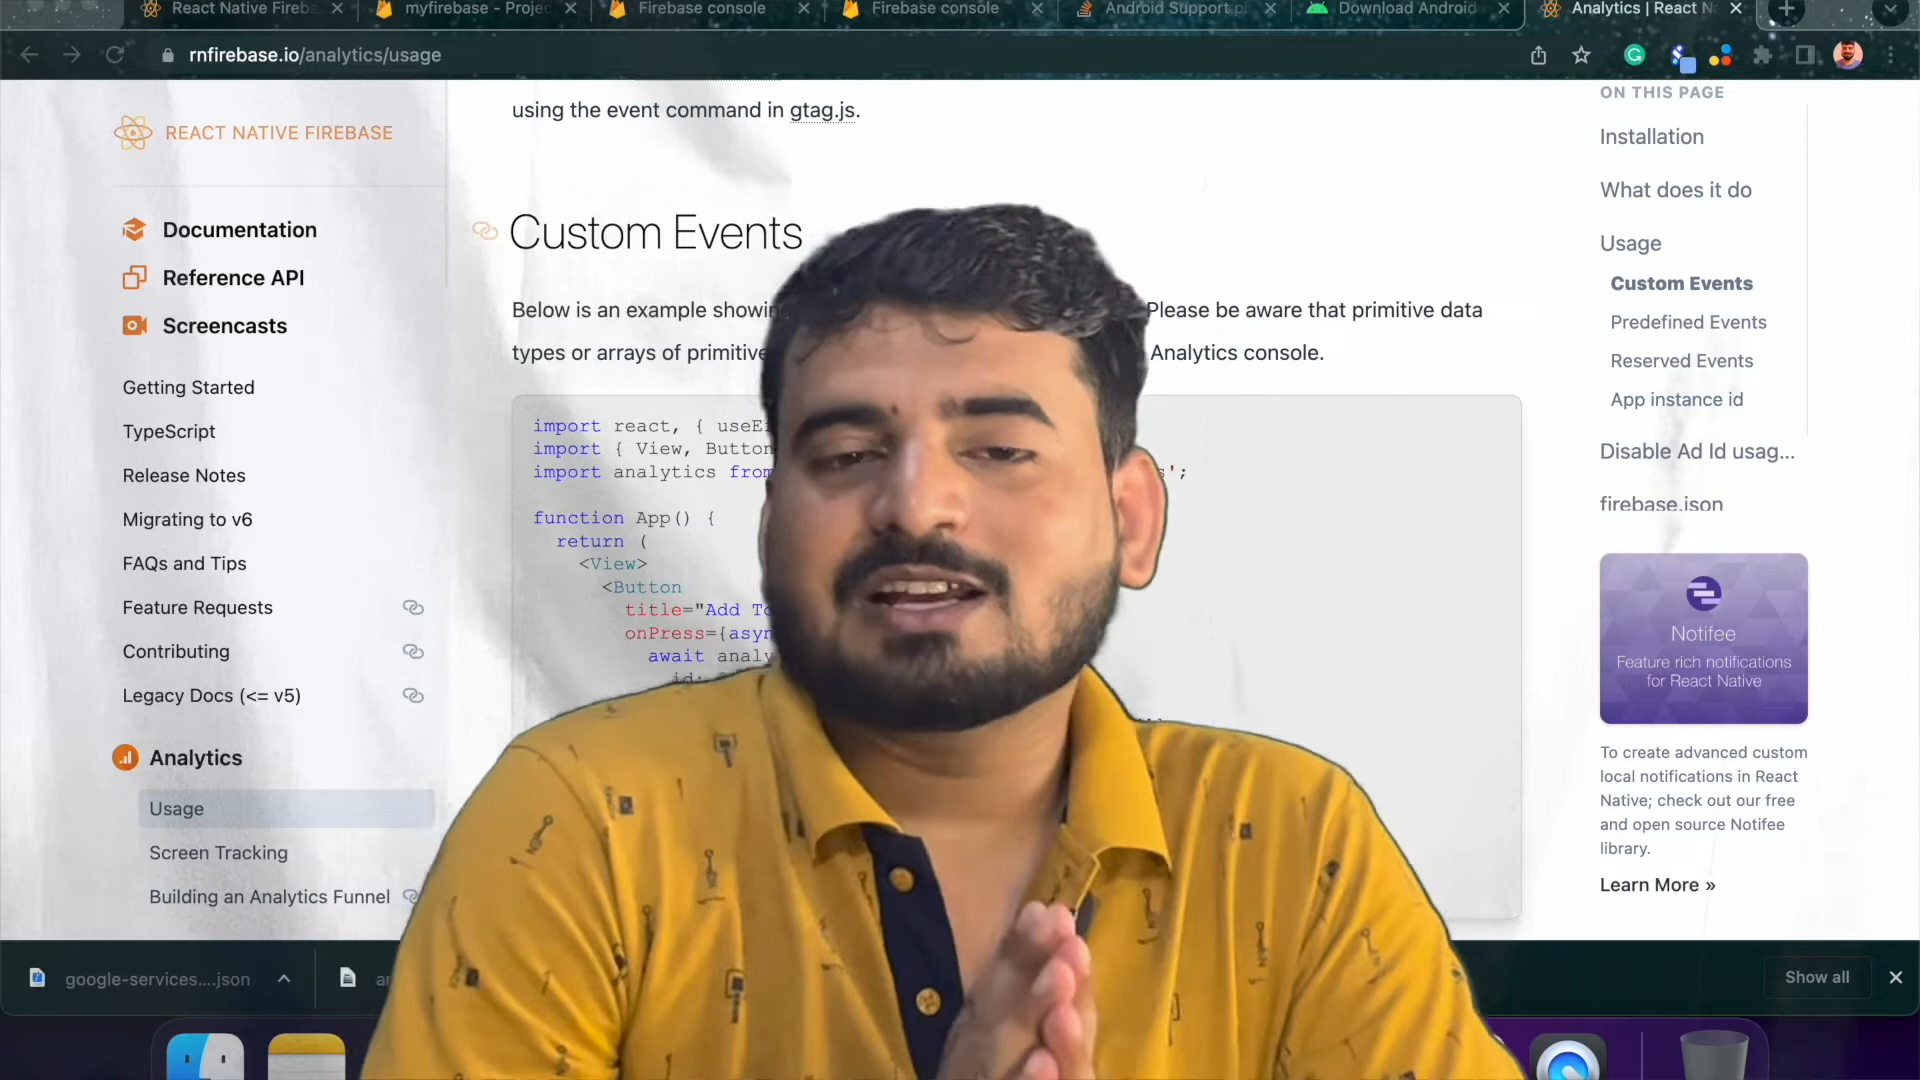 React Native Fireba
myfirebase - Projec
Firebase console
Firebase console
Android Support pl
Download Android
Analytics | React Na
rnfirebase.io/analytics/usage
REACT NATIVE FIREBASE
Documentation
Reference API
Screencasts
Getting Started
TypeScript
Release Notes
Migrating to v6
FAQs and Tips
Feature Requests
Contributing
Legacy Docs (<= v5)
Analytics
Usage
Screen Tracking
Building an Analytics Funnel
using the event command in gtag.js.
Custom Events
Below is an example showin Please be aware that primitive data
types or arrays of primitive Analytics console.
import react, { useEf
import { View, Button
import analytics from s';
function App() {
return (
<View>
<Button
title="Add To
onPress={asyn
await analy
id:
ON THIS PAGE
Installation
What does it do
Usage
Custom Events
Predefined Events
Reserved Events
App instance id
Disable Ad Id usag...
firebase.json
Notifee
Feature rich notifications
for React Native
To create advanced custom
local notifications in React
Native; check out our free
and open source Notifee
library.
Learn More »
google-services....json
Show all